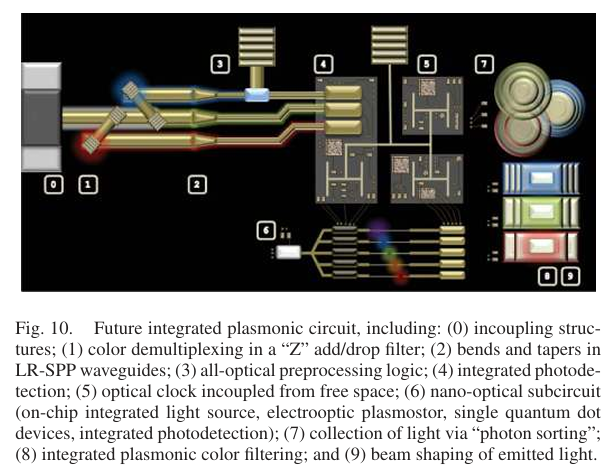 3
4
5
7
0
1
2
6
8
9
Fig. 10. Future integrated plasmonic circuit, including: (0) incoupling struc-
tures; (1) color demultiplexing in a “Z” add/drop filter; (2) bends and tapers in
LR-SPP waveguides; (3) all-optical preprocessing logic; (4) integrated photode-
tection; (5) optical clock incoupled from free space; (6) nano-optical subcircuit
(on-chip integrated light source, electrooptic plasmostor, single quantum dot
devices, integrated photodetection); (7) collection of light via “photon sorting”;
(8) integrated plasmonic color filtering; and (9) beam shaping of emitted light.